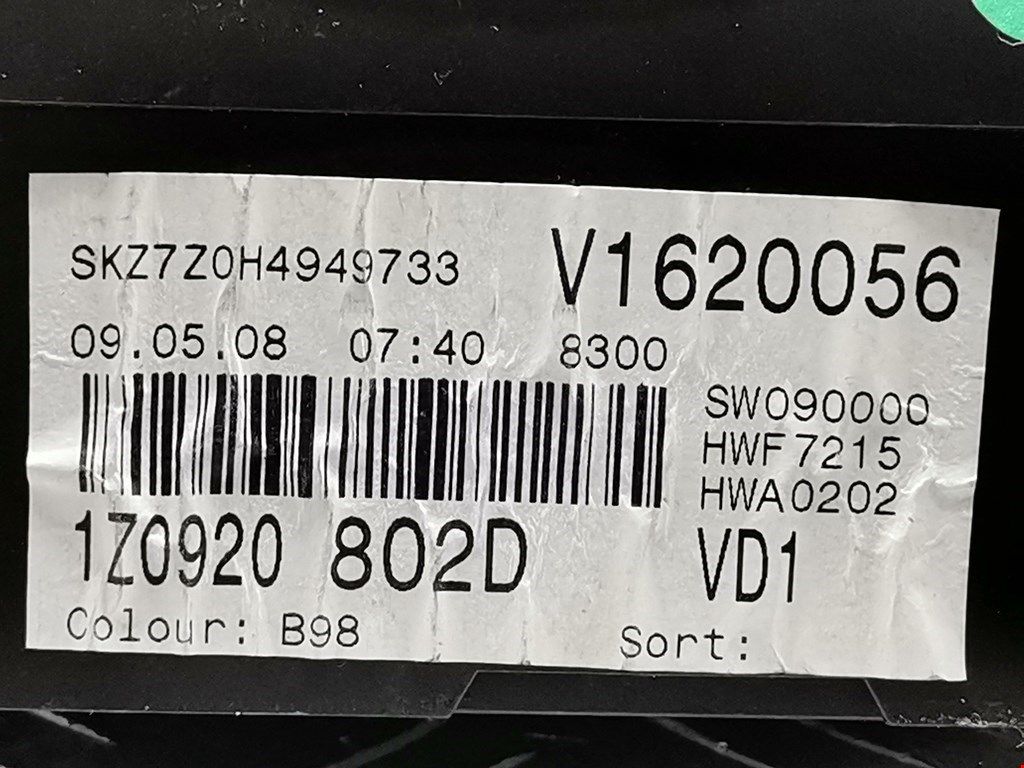 SKZ7Z0H4949733 V1620056
09.05.08 07:40 8300
SW090000
HWF7215
HWA0202
1Z0920 802D VD1
Colour: B98 Sort: